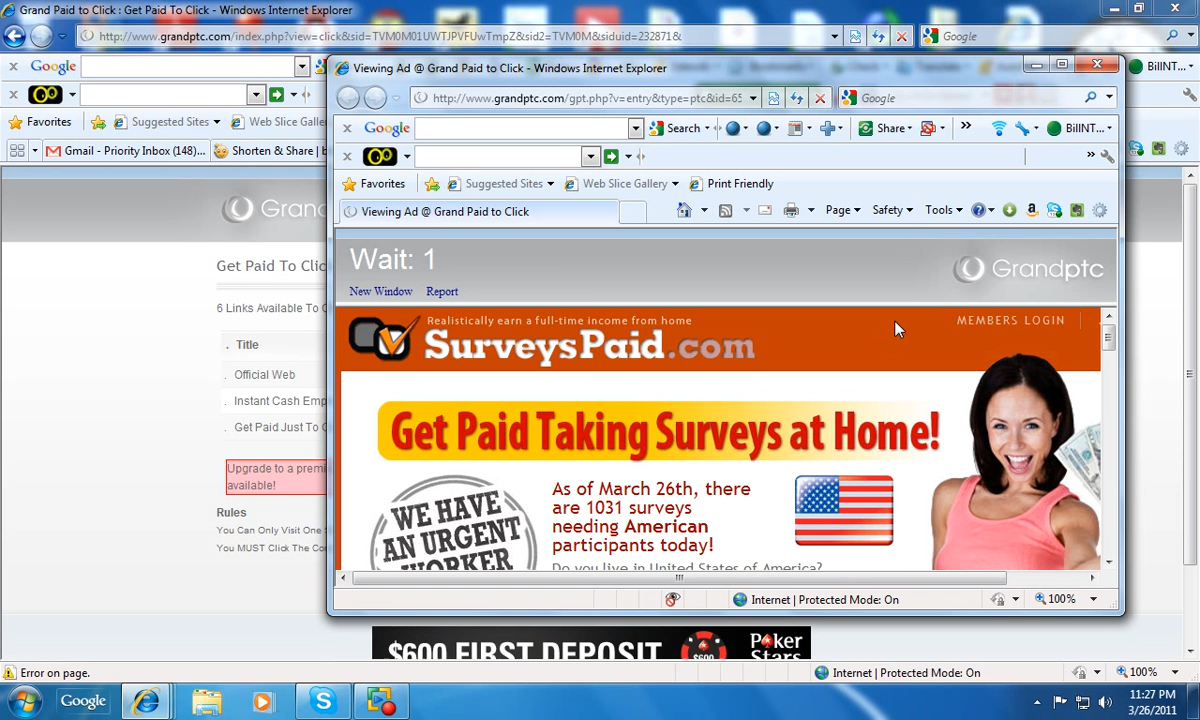 Grand Paid to Click : Get Paid To Click - Windows Internet Explorer
http://www.grandptc.com/index.php?view=click&sid=TVM0M01UWTJPVFUwTmpZ&sid2=TVM0M&siduid=232871&
Google
Google
BillNT...
Favorites
Suggested Sites
Web Slice Galle
Gmail - Priority Inbox (148)...
Shorten & Share | b
Grand
Get Paid To Clic
6 Links Available To C
. Title
. Official Web
. Instant Cash Emp
. Get Paid Just To C
Upgrade to a premi
available!
Rules
You Can Only Visit One S
You MUST Click The Con
Viewing Ad @ Grand Paid to Click - Windows Internet Explorer
http://www.grandptc.com/gpt.php?v=entry&type=ptc&id=65
Google
Google
Search
Share
BillNT...
Favorites
Suggested Sites
Web Slice Gallery
Print Friendly
Viewing Ad @ Grand Paid to Click
Page
Safety
Tools
Wait: 1
Grandptc
New Window
Report
Realistically earn a full-time income from home
MEMBERS LOGIN
SurveysPaid.com
Get Paid Taking Surveys at Home!
WE HAVE
AN URGENT
WORKER
As of March 26th, there
are 1031 surveys
needing American
participants today!
Do you live in United States of America?
Internet | Protected Mode: On
100%
$600 FIRST DEPOSIT
$600
Poker
Stars
Error on page.
Internet | Protected Mode: On
100%
Google
11:27 PM
3/26/2011